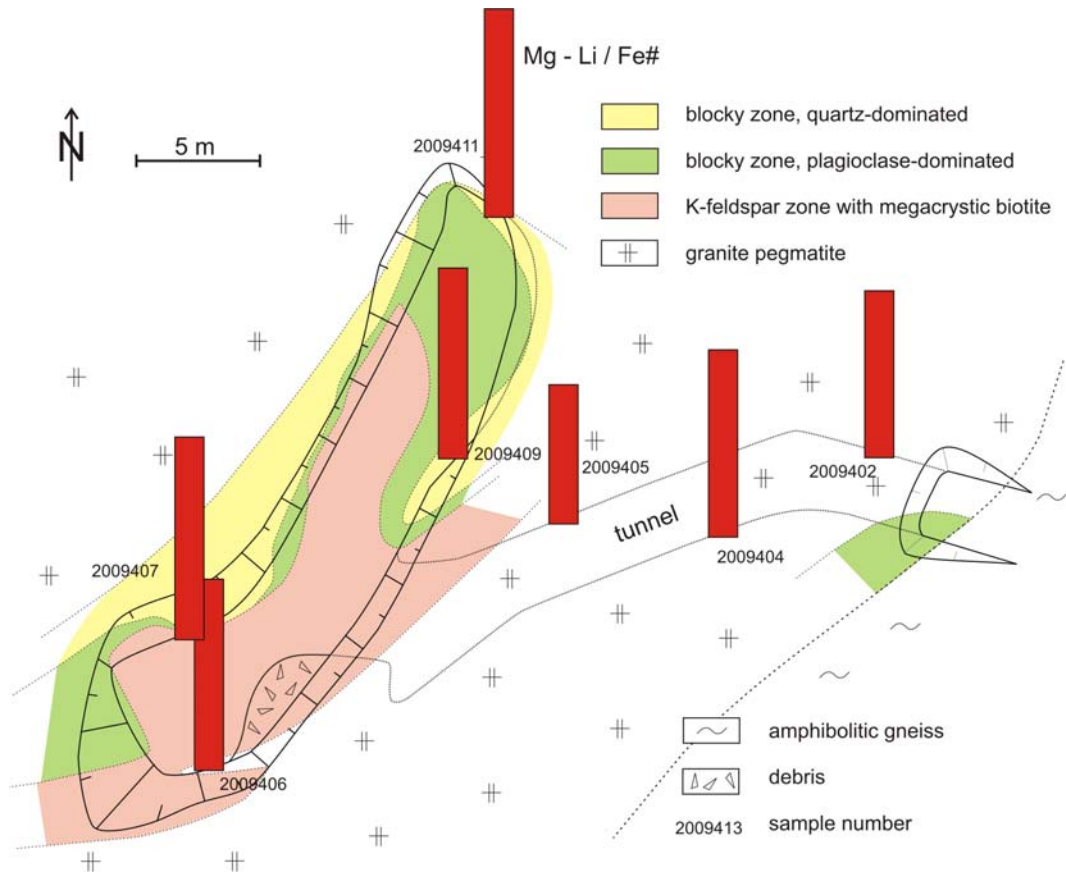 Mg - Li / Fe#
N
5 m
blocky zone, quartz-dominated
blocky zone, plagioclase-dominated
K-feldspar zone with megacrystic biotite
granite pegmatite
2009411
2009409
2009405
2009402
tunnel
2009404
2009407
2009406
amphibolitic gneiss
debris
2009413 sample number